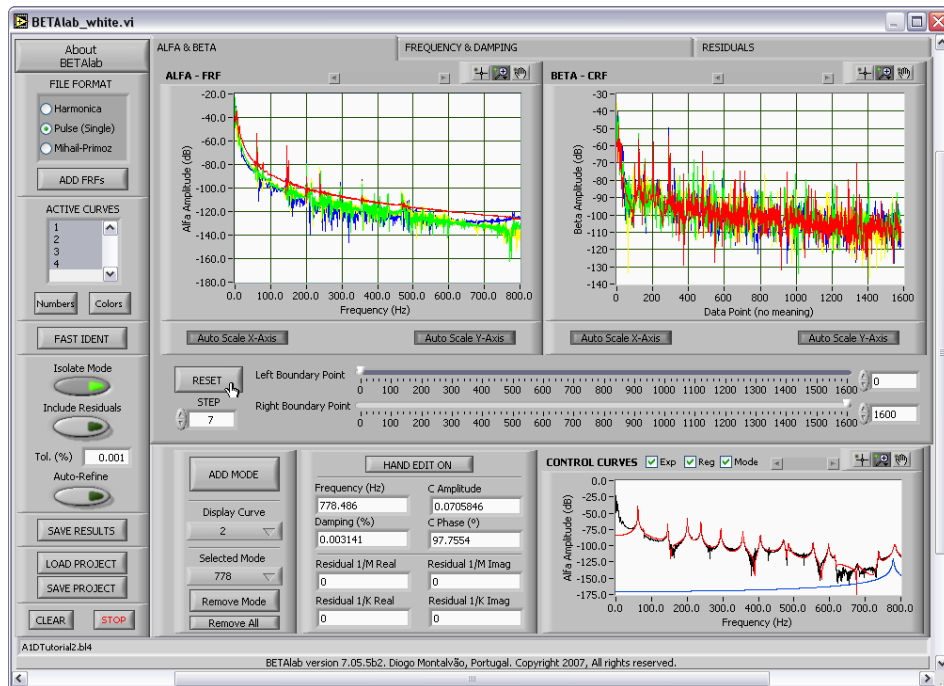 BETAlab_white.vi
About
BETAlab
FILE FORMAT
Harmonica
Pulse (Single)
Mihail-Primoz
ADD FRFs
ACTIVE CURVES
1
2
3
4
Numbers Colors
FAST IDENT
Isolate Mode
Include Residuals
Tol. (%) 0.001
Auto-Refine
SAVE RESULTS
LOAD PROJECT
SAVE PROJECT
CLEAR STOP
ALFA & BETA FREQUENCY & DAMPING RESIDUALS
ALFA - FRF
Alfa Amplitude (dB)
-20.0
-40.0
-60.0
-80.0
-100.0
-120.0
-140.0
-160.0
-180.0
0.0 100.0 200.0 300.0 400.0 500.0 600.0 700.0 800.0
Frequency (Hz)
Auto Scale X-Axis Auto Scale Y-Axis
BETA - CRF
Beta Amplitude (dB)
-30
-40
-50
-60
-70
-80
-90
-100
-110
-120
-130
-140
0 200 400 600 800 1000 1200 1400 1600
Data Point (no meaning)
Auto Scale X-Axis Auto Scale Y-Axis
RESET
STEP
7
Left Boundary Point
0 100 200 300 400 500 600 700 800 900 1000 1100 1200 1300 1400 1600
0
Right Boundary Point
0 100 200 300 400 500 600 700 800 900 1000 1100 1200 1300 1400 1600
1600
ADD MODE
Display Curve
2
Selected Mode
778
Remove Mode
Remove All
HAND EDIT ON
Frequency (Hz) C Amplitude
778.486 0.0705846
Damping (%) C Phase (º)
0.003141 97.7554
Residual 1/M Real Residual 1/M Imag
0 0
Residual 1/K Real Residual 1/K Imag
0 0
CONTROL CURVES Exp Reg Mode
Alfa Amplitude (dB)
0.0
-25.0
-50.0
-75.0
-100.0
-125.0
-150.0
-175.0
0.0 100.0 200.0 300.0 400.0 500.0 600.0 700.0 800.0
Frequency (Hz)
A1DTutorial2.bl4
BETAlab version 7.05.5b2. Diogo Montalvão, Portugal. Copyright 2007, All rights reserved.